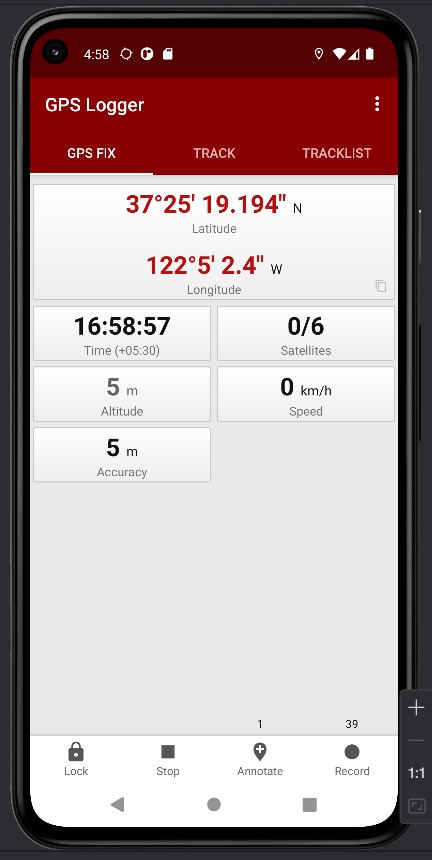 4:58
GPS Logger
GPS FIX TRACK TRACKLIST
37°25' 19.194" N
Latitude
122°5' 2.4" W
Longitude
16:58:57 0/6
Time (+05:30) Satellites
5 m 0 km/h
Altitude Speed
5 m
Accuracy
1 39
Lock Stop Annotate Record
1:1